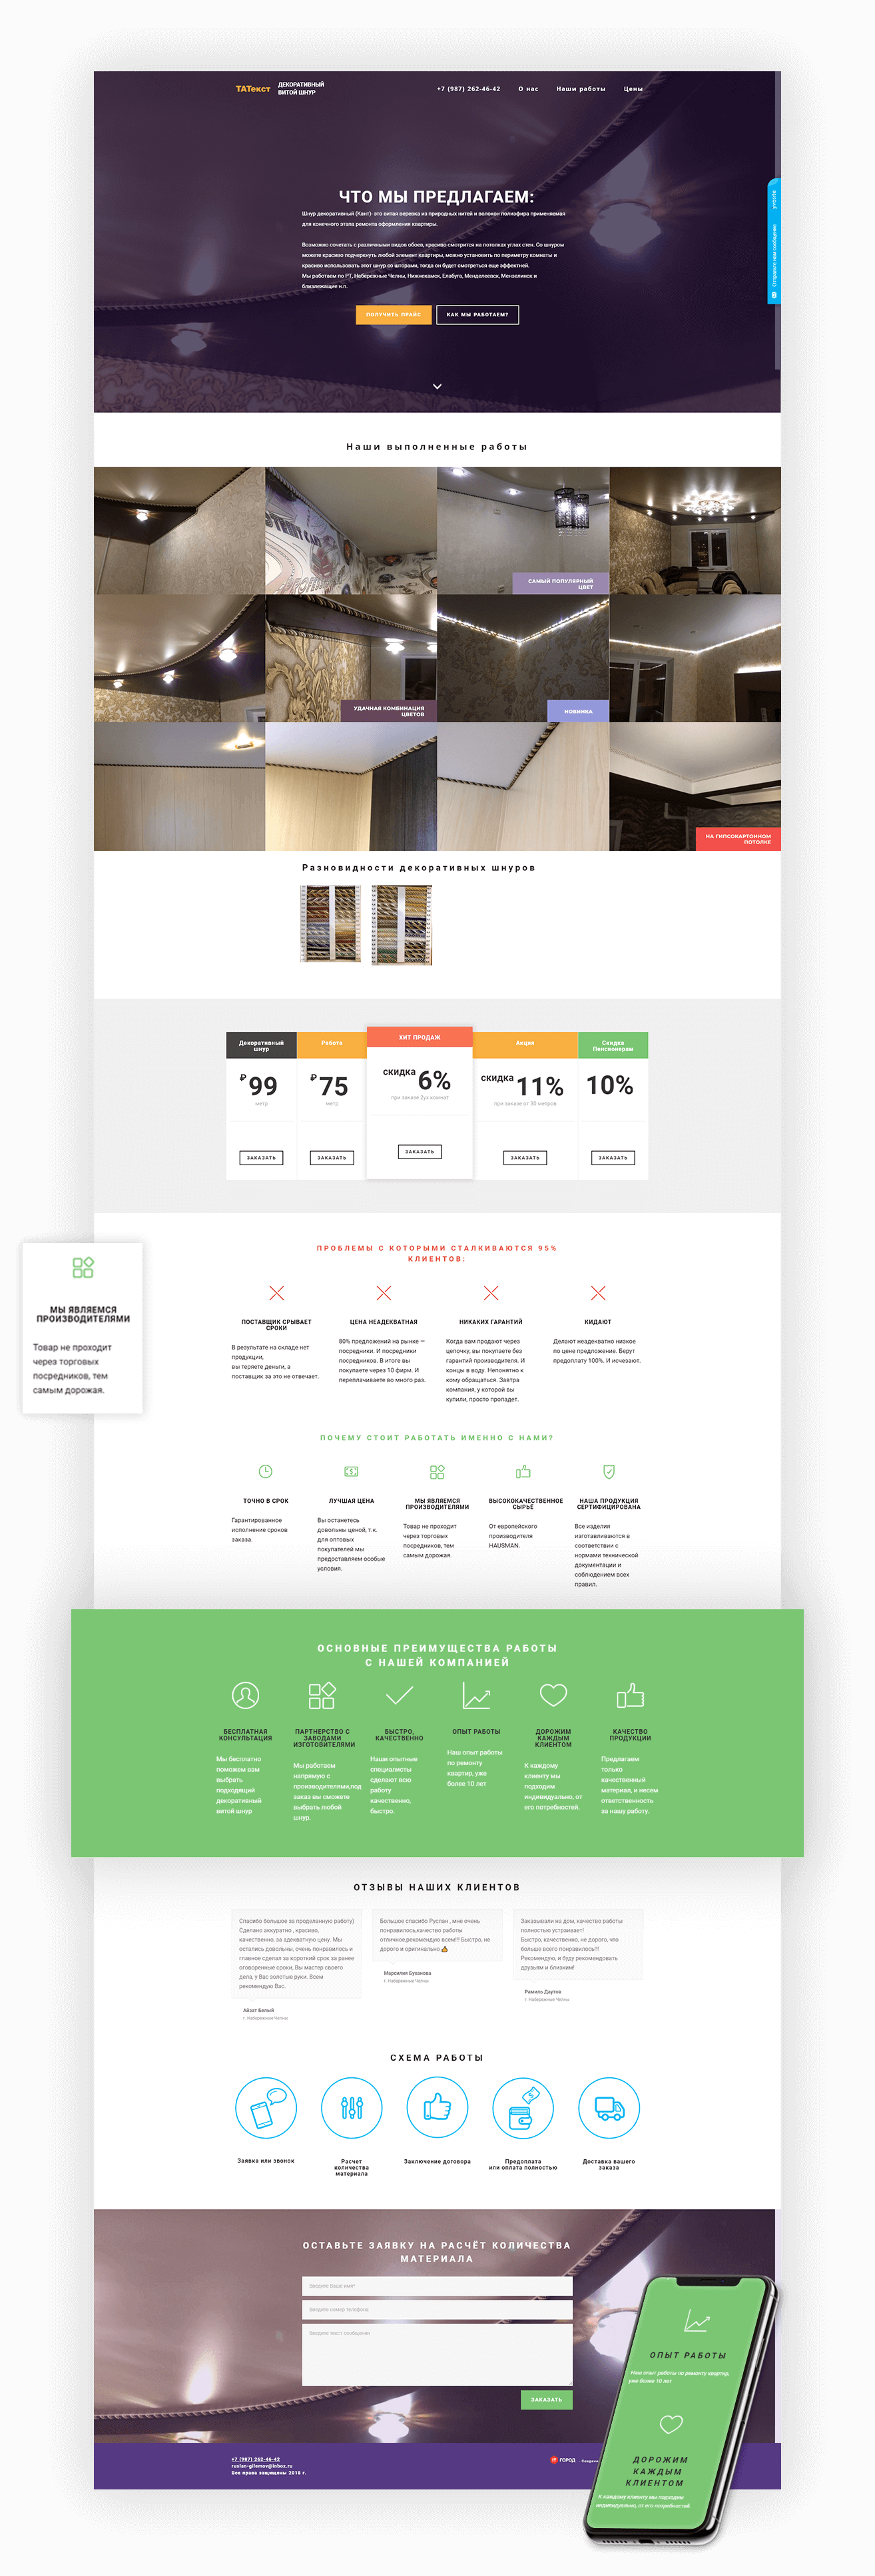 ТАТекст
ДЕКОРАТИВНЫЙ
ВИТОЙ ШНУР
+7 (987) 262-46-42
О нас
Наши работы
Цены
ЧТО МЫ ПРЕДЛАГАЕМ:
Шнур декоративный (Кант)- это витая веревка из природных нитей и волокон полиэфира применяемая
для конечного этапа ремонта оформления квартиры.
Возможно сочетать с различными видов обоев, красиво смотрится на потолках углах стен. Со шнуром
можете красиво подчеркнуть любой элемент квартиры, можно установить по периметру комнаты и
красиво использовать этот шнур со шторами, тогда он будет смотреться еще эффектней.
Мы работаем по РТ, Набережные Челны, Нижнекамск, Елабуга, Менделеевск, Мензелинск и
близлежащие н.п.
ПОЛУЧИТЬ ПРАЙС
КАК МЫ РАБОТАЕМ?
Отправьте нам сообщение
Наши выполненные работы
САМЫЙ ПОПУЛЯРНЫЙ
ЦВЕТ
УДАЧНАЯ КОМБИНАЦИЯ
ЦВЕТОВ
НОВИНКА
НА ГИПСОКАРТОННОМ
ПОТОЛКЕ
Разновидности декоративных шнуров
Декоративный
шнур
₽ 99
метр
ЗАКАЗАТЬ
Работа
₽ 75
метр
ЗАКАЗАТЬ
ХИТ ПРОДАЖ
скидка 6%
при заказе 2ух комнат
ЗАКАЗАТЬ
Акция
скидка 11%
при заказе от 30 метров
ЗАКАЗАТЬ
Скидка
Пенсионерам
10%
ЗАКАЗАТЬ
МЫ ЯВЛЯЕМСЯ
ПРОИЗВОДИТЕЛЯМИ
Товар не проходит
через торговых
посредников, тем
самым дорожая.
ПРОБЛЕМЫ С КОТОРЫМИ СТАЛКИВАЮТСЯ 95%
КЛИЕНТОВ:
ПОСТАВЩИК СРЫВАЕТ
СРОКИ
В результате на складе нет
продукции,
вы теряете деньги, а
поставщик за это не отвечает.
ЦЕНА НЕАДЕКВАТНАЯ
80% предложений на рынке —
посредники. И посредники
посредников. В итоге вы
покупаете через 10 фирм. И
переплачиваете во много раз.
НИКАКИХ ГАРАНТИЙ
Когда вам продают через
цепочку, вы покупаете без
гарантий производителя. И
концы в воду. Непонятно к
кому обращаться. Завтра
компания, у которой вы
купили, просто пропадет.
КИДАЮТ
Делают неадекватно низкое
по цене предложение. Берут
предоплату 100%. И исчезают.
ПОЧЕМУ СТОИТ РАБОТАТЬ ИМЕННО С НАМИ?
ТОЧНО В СРОК
Гарантированное
исполнение сроков
заказа.
ЛУЧШАЯ ЦЕНА
Вы останетесь
довольны ценой, т.к.
для оптовых
покупателей мы
предоставляем особые
условия.
МЫ ЯВЛЯЕМСЯ
ПРОИЗВОДИТЕЛЯМИ
Товар не проходит
через торговых
посредников, тем
самым дорожая.
ВЫСОКОКАЧЕСТВЕННОЕ
СЫРЬЕ
От европейского
производителя
HAUSMAN.
НАША ПРОДУКЦИЯ
СЕРТИФИЦИРОВАНА
Все изделия
изготавливаются в
соответствии с
нормами технической
документации и
соблюдением всех
правил.
ОСНОВНЫЕ ПРЕИМУЩЕСТВА РАБОТЫ
С НАШЕЙ КОМПАНИЕЙ
БЕСПЛАТНАЯ
КОНСУЛЬТАЦИЯ
Мы бесплатно
поможем вам
выбрать
подходящий
декоративный
витой шнур
ПАРТНЕРСТВО С
ЗАВОДАМИ
ИЗГОТОВИТЕЛЯМИ
Мы работаем
напрямую с
производителями,под
заказ вы сможете
выбрать любой
шнур.
БЫСТРО,
КАЧЕСТВЕННО
Наши опытные
специалисты
сделают всю
работу
качественно,
быстро.
ОПЫТ РАБОТЫ
Наш опыт работы
по ремонту
квартир, уже
более 10 лет
ДОРОЖИМ
КАЖДЫМ
КЛИЕНТОМ
К каждому
клиенту мы
подходим
индивидуально, от
его потребностей.
КАЧЕСТВО
ПРОДУКЦИИ
Предлагаем
только
качественный
материал, и несем
ответственность
за нашу работу.
ОТЗЫВЫ НАШИХ КЛИЕНТОВ
Спасибо большое за проделанную работу)
Сделано аккуратно , красиво,
качественно, за адекватную цену. Мы
остались довольны, очень понравилось и
главное сделал за короткий срок за ранее
оговоренные сроки, Вы мастер своего
дела, у Вас золотые руки. Всем
рекомендую Вас.
Айзат Белый
г. Набережные Челны
Большое спасибо Руслан , мне очень
понравилось,качество работы
отличное,рекомендую всем!!! Быстро, не
дорого и оригинально 👍
Марселия Буханова
г. Набережные Челны
Заказывали на дом, качество работы
полностью устраивает!
Быстро, качественно, не дорого, что
больше всего понравилось!!!
Рекомендую, и буду рекомендовать
друзьям и близким!
Рамиль Даутов
г. Набережные Челны
СХЕМА РАБОТЫ
Заявка или звонок
Расчет
количества
материала
Заключение договора
Предоплата
или оплата полностью
Доставка вашего
заказа
ОСТАВЬТЕ ЗАЯВКУ НА РАСЧЁТ КОЛИЧЕСТВА
МАТЕРИАЛА
Введите Ваше имя*
Введите номер телефона
Введите текст сообщения
ЗАКАЗАТЬ
+7 (987) 262-46-42
ruslan-gilemov@inbox.ru
Все права защищены 2018 г.
IT ГОРОД
ОПЫТ РАБОТЫ
Наш опыт работы по ремонту квартир,
уже более 10 лет
ДОРОЖИМ
КАЖДЫМ
КЛИЕНТОМ
К каждому клиенту мы подходим
индивидуально, от его потребностей.